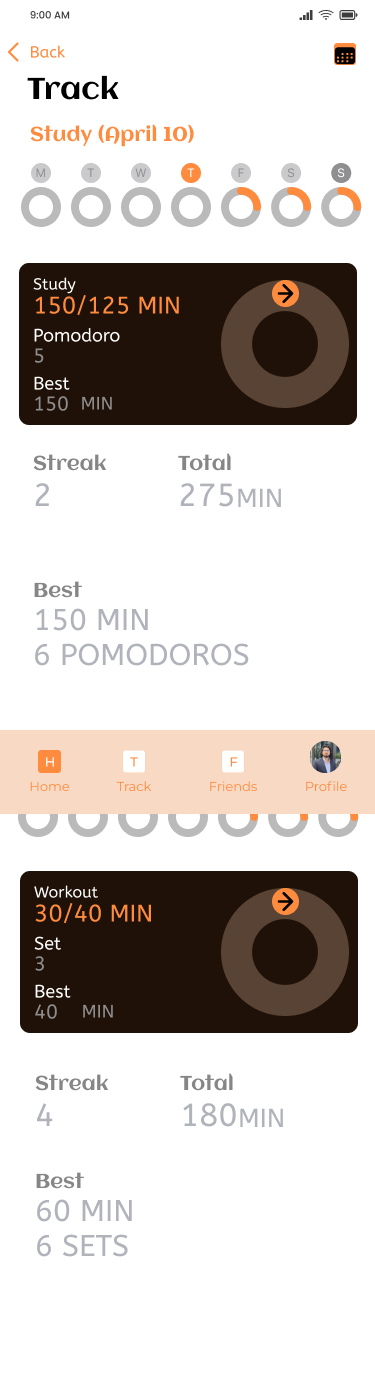 9:00 AM
Back
Track
Study (April 10)
M T W T F S S
Study
150/125 MIN
Pomodoro
5
Best
150 MIN
Streak Total
2 275MIN
Best
150 MIN
6 POMODOROS
H T F
Home Track Friends Profile
Workout
30/40 MIN
Set
3
Best
40 MIN
Streak Total
4 180MIN
Best
60 MIN
6 SETS